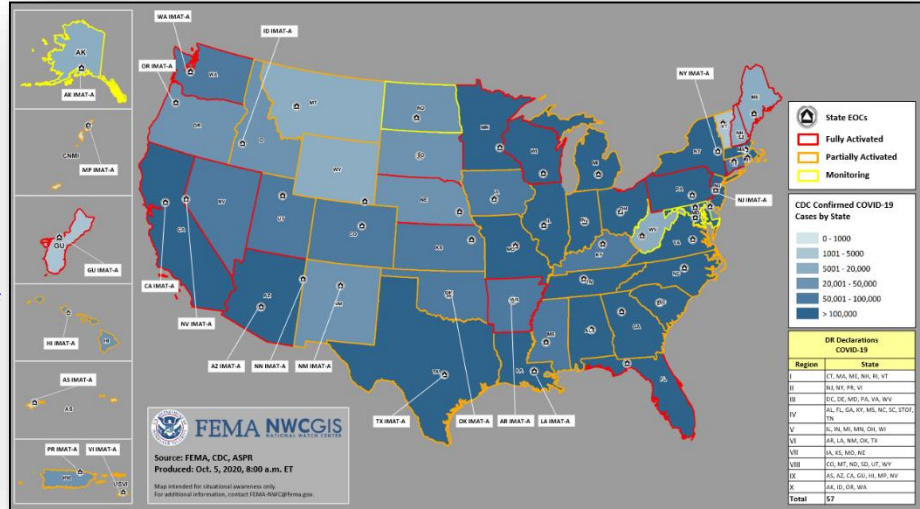 WA IMAT-A
ID IMAT-A
OR IMAT-A
NY IMAT-A
AK
AK IMAT-A
CNMI
MP IMAT-A
GU
GU IMAT-A
HI IMAT-A
HI
AS IMAT-A
AS
PR IMAT-A
VI IMAT-A
USVI
WA
MT
OR
ND
MN
WI
MI
NY
ME
SD
WY
NV
UT
CO
NE
IA
IL
PA
NJ IMAT-A
CA
KS
MO
KY
WV
VA
NC
TN
AZ
NM
OK
AR
MS
GA
SC
TX
LA
FL
CA IMAT-A
NV IMAT-A
AZ IMAT-A
NN IMAT-A
NM IMAT-A
TX IMAT-A
OK IMAT-A
AR IMAT-A
LA IMAT-A
State EOCs
Fully Activated
Partially Activated
Monitoring
CDC Confirmed COVID-19
Cases by State
0 - 1000
1001 - 5000
5001 - 20,000
20,001 - 50,000
50,001 - 100,000
> 100,000
DR Declarations
COVID-19
Region State
I CT, MA, ME, NH, RI, VT
II NJ, NY, PR, VI
III DC, DE, MD, PA, VA, WV
IV AL, FL, GA, KY, MS, NC, SC, STOF,
TN
V IL, IN, MI, MN, OH, WI
VI AR, LA, NM, OK, TX
VII IA, KS, MO, NE
VIII CO, MT, ND, SD, UT, WY
IX AS, AZ, CA, GU, HI, MP, NV
X AK, ID, OR, WA
Total 57
FEMA NWCGIS
NATIONAL WATCH CENTER
Source: FEMA, CDC, ASPR
Produced: Oct. 5, 2020, 8:00 a.m. ET
Map intended for situational awareness only.
For additional information, contact FEMA-NWC@fema.gov.